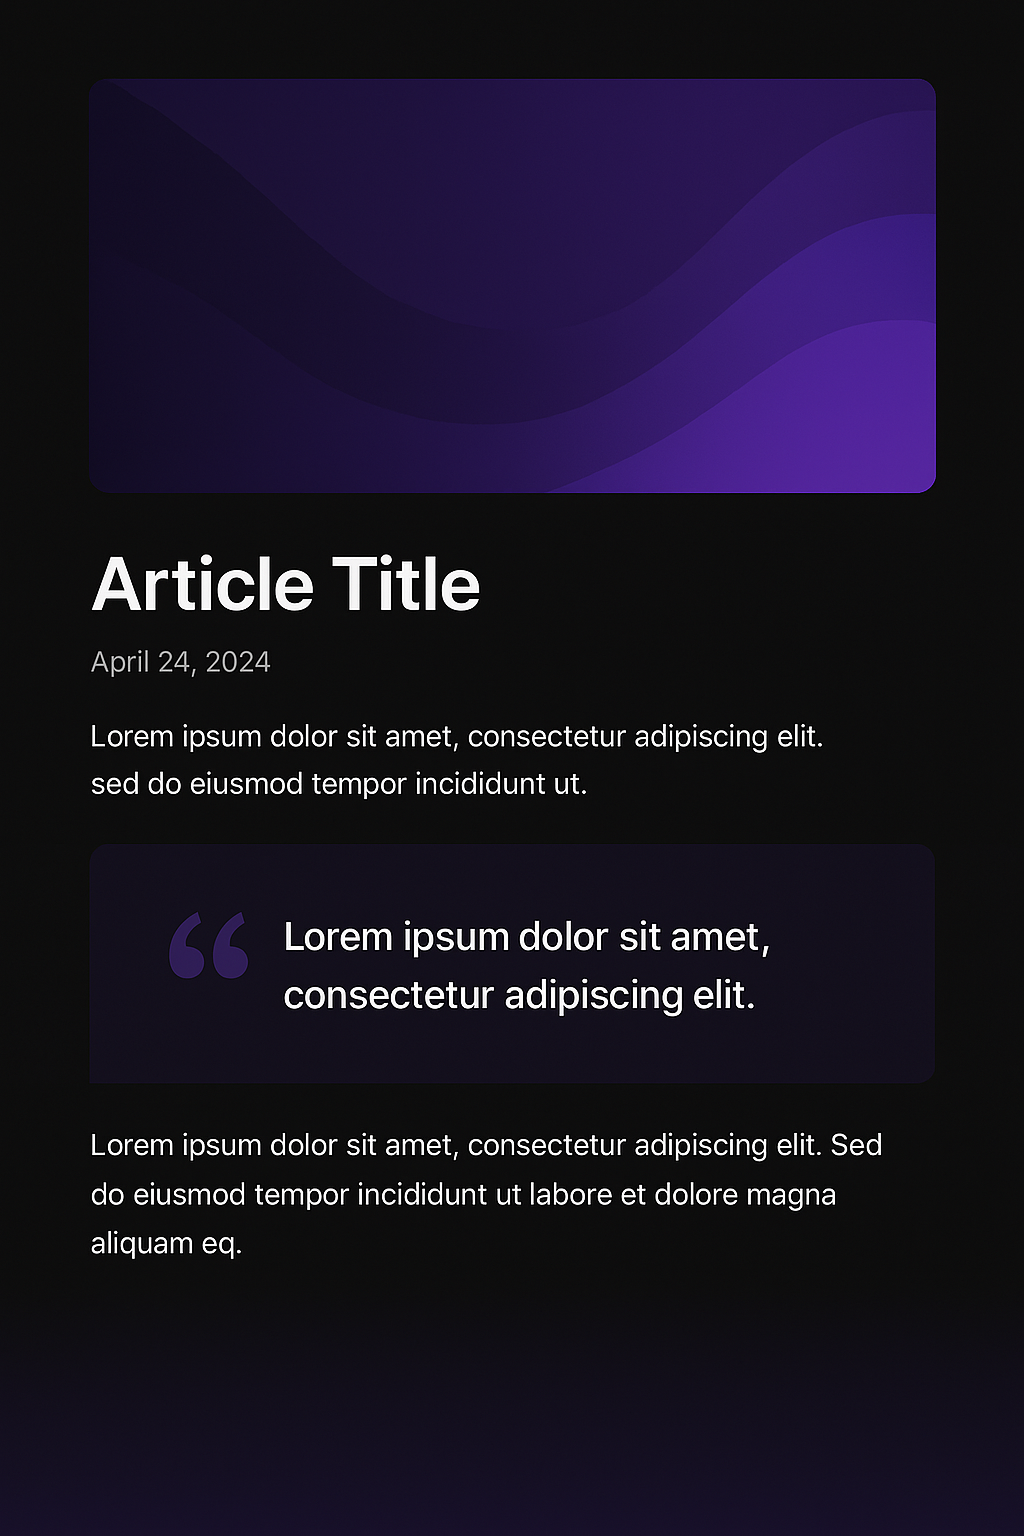 Article Title
April 24, 2024
Lorem ipsum dolor sit amet, consectetur adipiscing elit.
sed do eiusmod tempor incididunt ut.
“
Lorem ipsum dolor sit amet,
consectetur adipiscing elit.
Lorem ipsum dolor sit amet, consectetur adipiscing elit. Sed
do eiusmod tempor incididunt ut labore et dolore magna
aliquam eq.